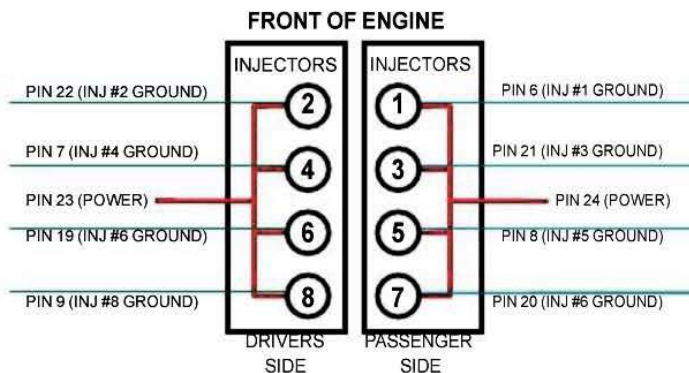 FRONT OF ENGINE
INJECTORS INJECTORS
PIN 22 (INJ #2 GROUND) 2 1 PIN 6 (INJ #1 GROUND)
PIN 7 (INJ #4 GROUND) 4 3 PIN 21 (INJ #3 GROUND)
PIN 23 (POWER) PIN 24 (POWER)
PIN 19 (INJ #6 GROUND) 6 5 PIN 8 (INJ #5 GROUND)
PIN 9 (INJ #8 GROUND) 8 7 PIN 20 (INJ #6 GROUND)
DRIVERS PASSENGER
SIDE SIDE